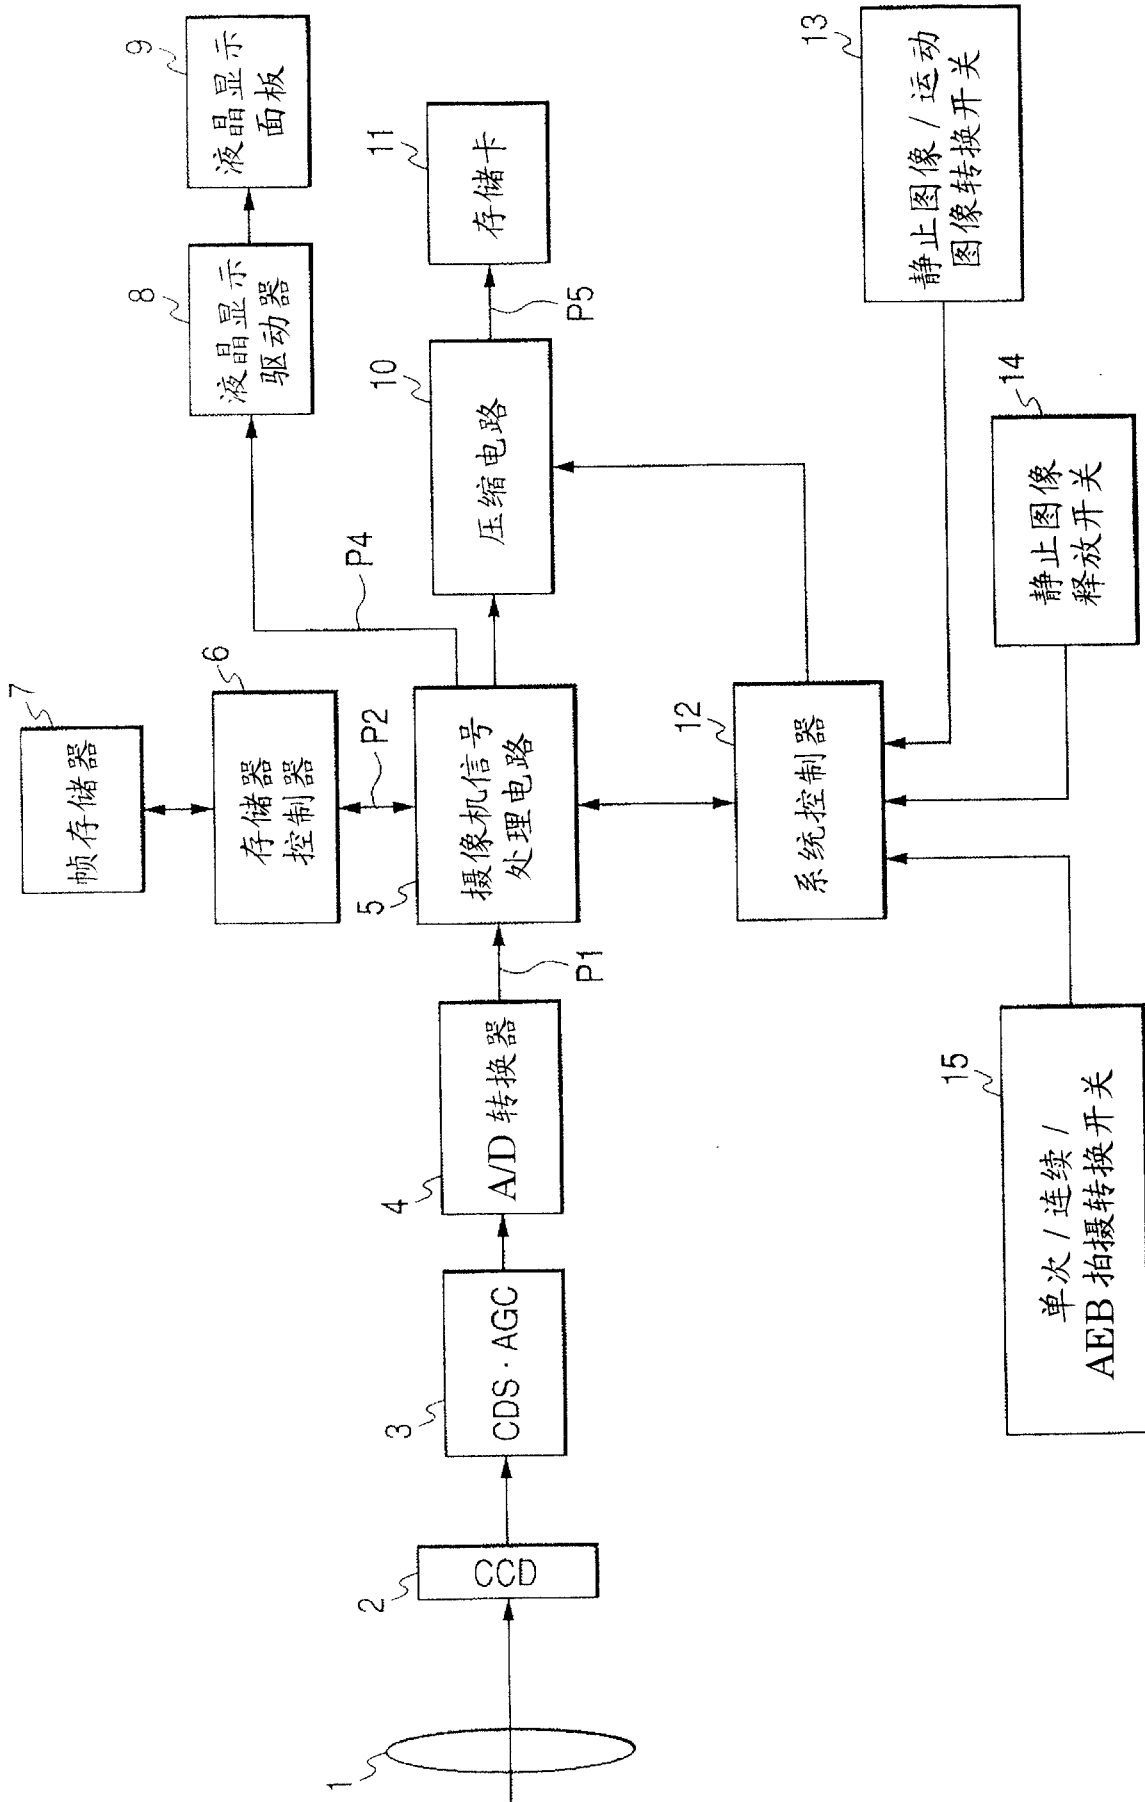 1
2
CCD
3
CDS·AGC
4
A/D 转换器
P1
5
摄像机信号
处理电路
P2
6
存储器
控制器
7
帧存储器
P4
8
液晶显示
驱动器
9
液晶显示
面板
10
压缩电路
P5
11
存储卡
12
系统控制器
13
静止图像/运动
图像转换开关
14
静止图像
释放开关
15
单次/连续/
AEB 拍摄转换开关